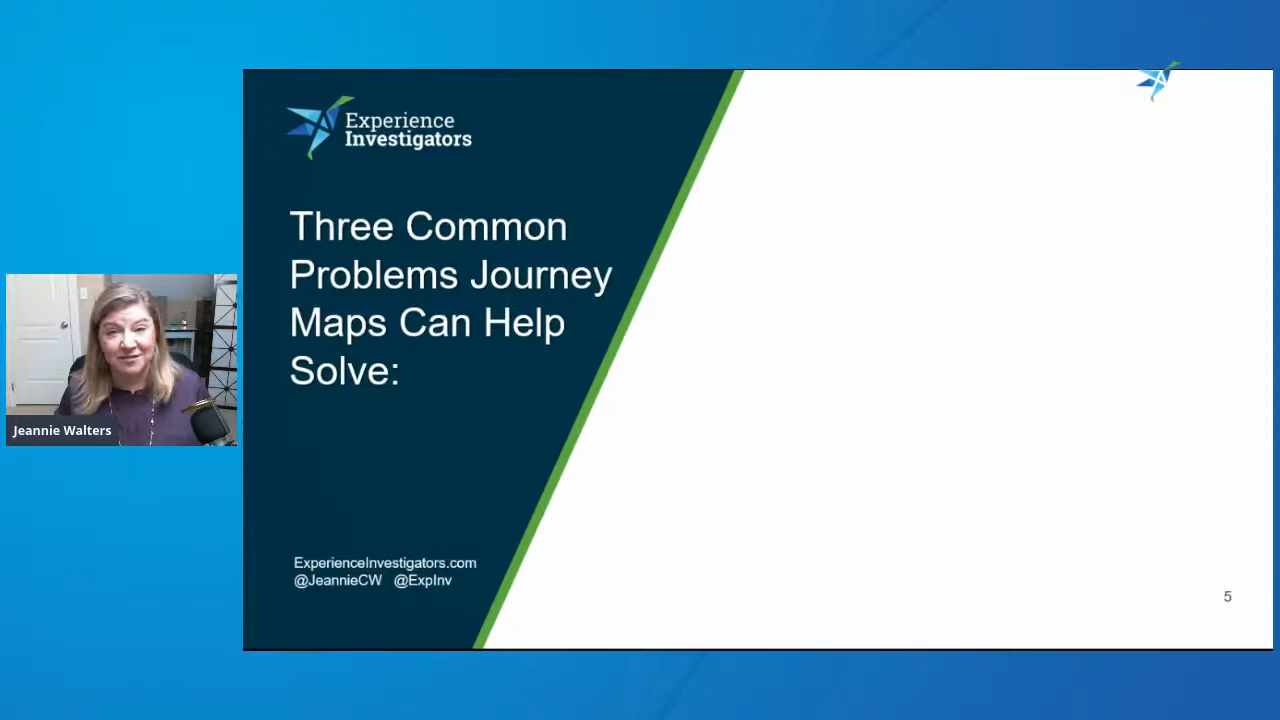 Experience
Investigators
Three Common
Problems Journey
Maps Can Help
Solve:
Jeannie Walters
ExperienceInvestigators.com
@JeannieCW @ExpInv
5